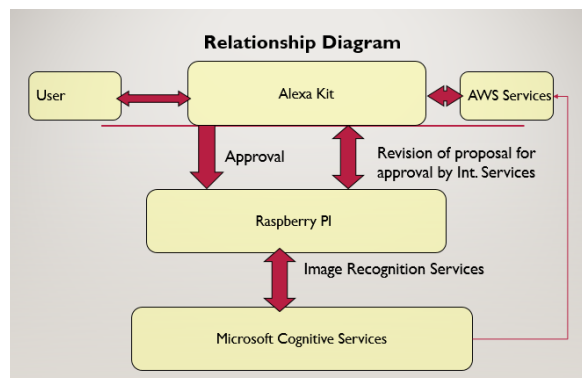 Relationship Diagram
User
Alexa Kit
AWS Services
Approval
Revision of proposal for
approval by Int. Services
Raspberry PI
Image Recognition Services
Microsoft Cognitive Services